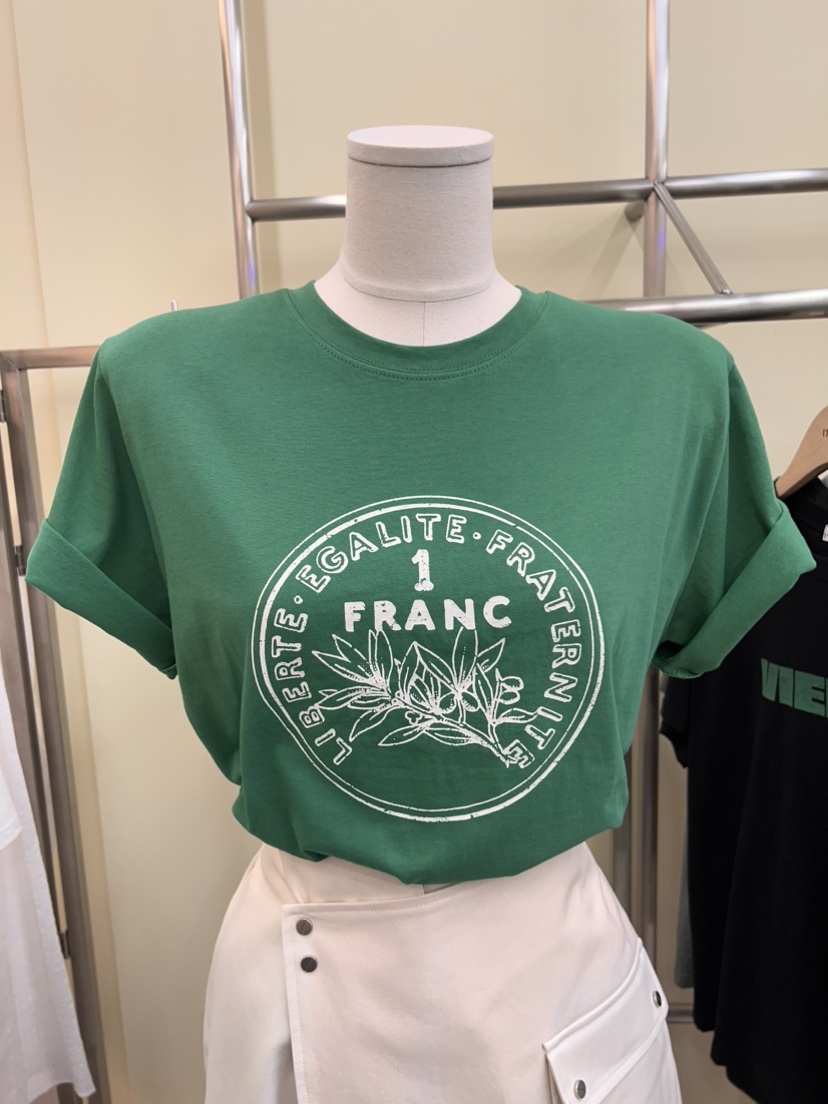 LIBERTE · EGALITE · FRATERNITE
1
FRANC